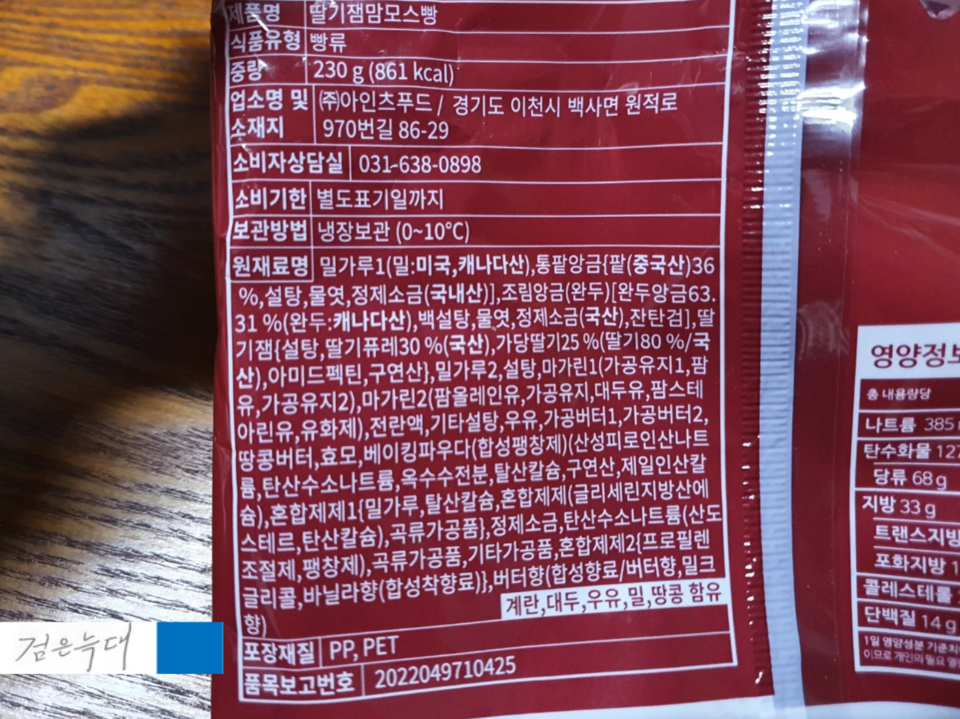 제품명 딸기잼맘모스빵
식품유형 빵류
중량 230 g (861 kcal)
업소명 및 소재지 ㈜아인츠푸드 / 경기도 이천시 백사면 원적로
970번길 86-29
소비자상담실 031-638-0898
소비기한 별도표기일까지
보관방법 냉장보관 (0~10℃)
원재료명 밀가루1(밀:미국,캐나다산),통팥앙금{팥(중국산)36
%,설탕,물엿,정제소금(국내산)],조림앙금(완두)[완두앙금63.
31 %(완두:캐나다산),백설탕,물엿,정제소금(국산),잔탄검],딸
기잼{설탕,딸기퓨레30 %(국산),가당딸기25 %(딸기80 %/국
산),아미드펙틴,구연산},밀가루2,설탕,마가린1(가공유지1,팜
유,가공유지2),마가린2(팜올레인유,가공유지,대두유,팜스테
아린유,유화제),전란액,기타설탕,우유,가공버터1,가공버터2,
땅콩버터,효모,베이킹파우다(합성팽창제)(산성피로인산나트
륨,탄산수소나트륨,옥수수전분,탈산칼슘,구연산,제일인산칼
슘),혼합제제1{밀가루,탈산칼슘,혼합제제(글리세린지방산에
스테르,탄산칼슘),곡류가공품},정제소금,탄산수소나트륨(산도
조절제,팽창제),곡류가공품,기타가공품,혼합제제2{프로필렌
글리콜,바닐라향(합성착향료)},버터향(합성향료/버터향,밀크
향)
계란,대두,우유,밀,땅콩 함유
포장재질 PP, PET
품목보고번호 2022049710425
영양정보
총 내용량당
나트륨 385
탄수화물 127
당류 68 g
지방 33 g
트랜스지방
포화지방 1
콜레스테롤
단백질 14 g
1일 영양성분 기준치
이므로 개인의 필요 열
검은늑대